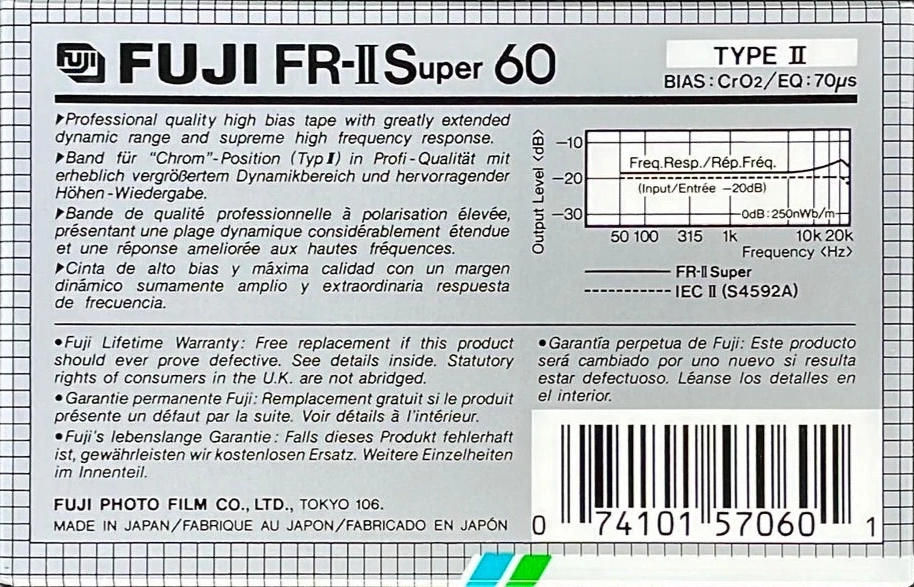 FUJI FUJI FR-II Super 60
TYPE II
BIAS : CrO2/EQ : 70µs
▶Professional quality high bias tape with greatly extended
dynamic range and supreme high frequency response.
▶Band für "Chrom"-Position (Typ II) in Profi-Qualität mit
erheblich vergrößertem Dynamikbereich und hervorragender
Höhen-Wiedergabe.
▶Bande de qualité professionnelle à polarisation élevée,
présentant une plage dynamique considérablement étendue
et une réponse ameliorée aux hautes fréquences.
▶Cinta de alto bias y máxima calidad con un margen
dinámico sumamente amplio y extraordinaria respuesta
de frecuencia.
Output Level <dB>
−10
−20
−30
Freq.Resp./Rép.Fréq.
(Input/Entrée −20dB)
0dB : 250nWb/m
50 100 315 1k 10k 20k
Frequency <Hz>
FR-II Super
IEC II (S4592A)
●Fuji Lifetime Warranty: Free replacement if this product
should ever prove defective. See details inside. Statutory
rights of consumers in the U.K. are not abridged.
●Garantie permanente Fuji: Remplacement gratuit si le produit
présente un défaut par la suite. Voir détails à l'intérieur.
●Fuji's lebenslange Garantie : Falls dieses Produkt fehlerhaft
ist, gewährleisten wir kostenlosen Ersatz. Weitere Einzelheiten
im Innenteil.
●Garantía perpetua de Fuji: Este producto
será cambiado por uno nuevo si resulta
estar defectuoso. Léanse los detalles en
el interior.
FUJI PHOTO FILM CO., LTD., TOKYO 106.
MADE IN JAPAN/FABRIQUE AU JAPON/FABRICADO EN JAPÓN
0 74101 57060 1